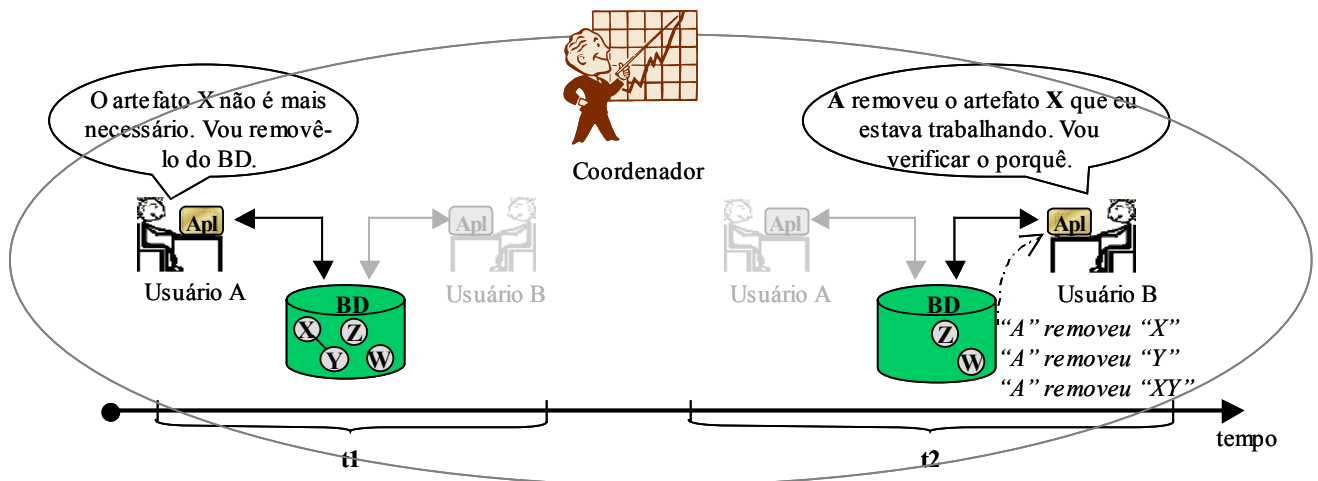 O artefato X não é mais
necessário. Vou removê-
lo do BD.
Coordenador
A removeu o artefato X que eu
estava trabalhando. Vou
verificar o porquê.
Apl
Apl
Usuário A
Usuário B
BD
X
Z
Y
W
Apl
Apl
Usuário A
Usuário B
BD
Z
W
“A” removeu “X”
“A” removeu “Y”
“A” removeu “XY”
tempo
t1
t2